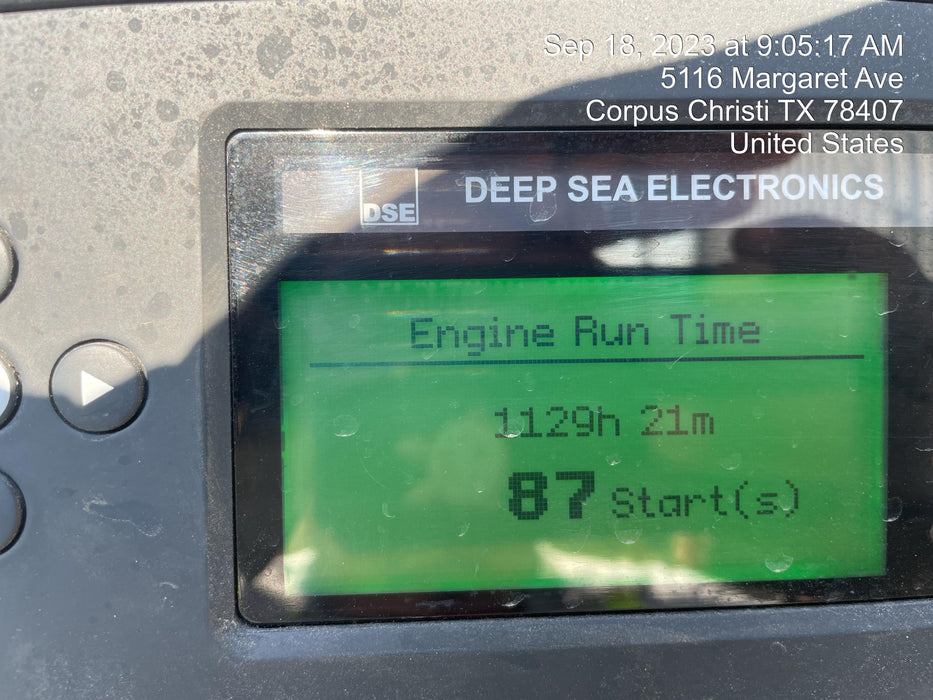 Sep 18, 2023 at 9:05:17 AM
5116 Margaret Ave
Corpus Christi TX 78407
United States
DSE DEEP SEA ELECTRONICS
Engine Run Time
1129h 21m
87 Start(s)